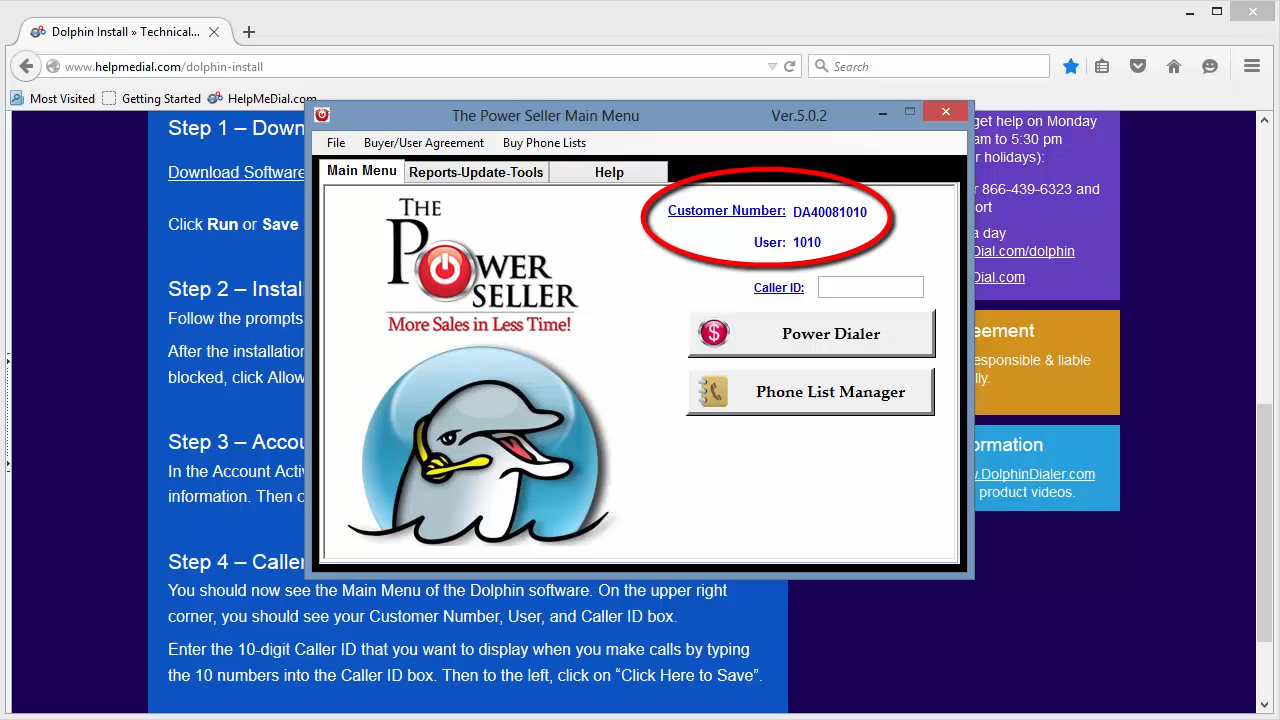 Dolphin Install » Technical...
www.helpmedial.com/dolphin-install
Search
Most Visited
Getting Started
HelpMeDial.com
The Power Seller Main Menu
Ver.5.0.2
File
Buyer/User Agreement
Buy Phone Lists
Main Menu
Reports-Update-Tools
Help
THE
POWER
SELLER
More Sales in Less Time!
Customer Number: DA40081010
User: 1010
Caller ID:
$
Power Dialer
Phone List Manager
Step 1 – Down
Download Software
Click Run or Save
Step 2 – Instal
Follow the prompts
After the installation
blocked, click Allow
Step 3 – Accou
In the Account Activ
information. Then c
Step 4 – Caller
You should now see the Main Menu of the Dolphin software. On the upper right
corner, you should see your Customer Number, User, and Caller ID box.
Enter the 10-digit Caller ID that you want to display when you make calls by typing
the 10 numbers into the Caller ID box. Then to the left, click on “Click Here to Save”.
get help on Monday
am to 5:30 pm
r holidays):
r 866-439-6323 and
ort
a day
Dial.com/dolphin
Dial.com
eement
esponsible & liable
lly.
ormation
.DolphinDialer.com
product videos.